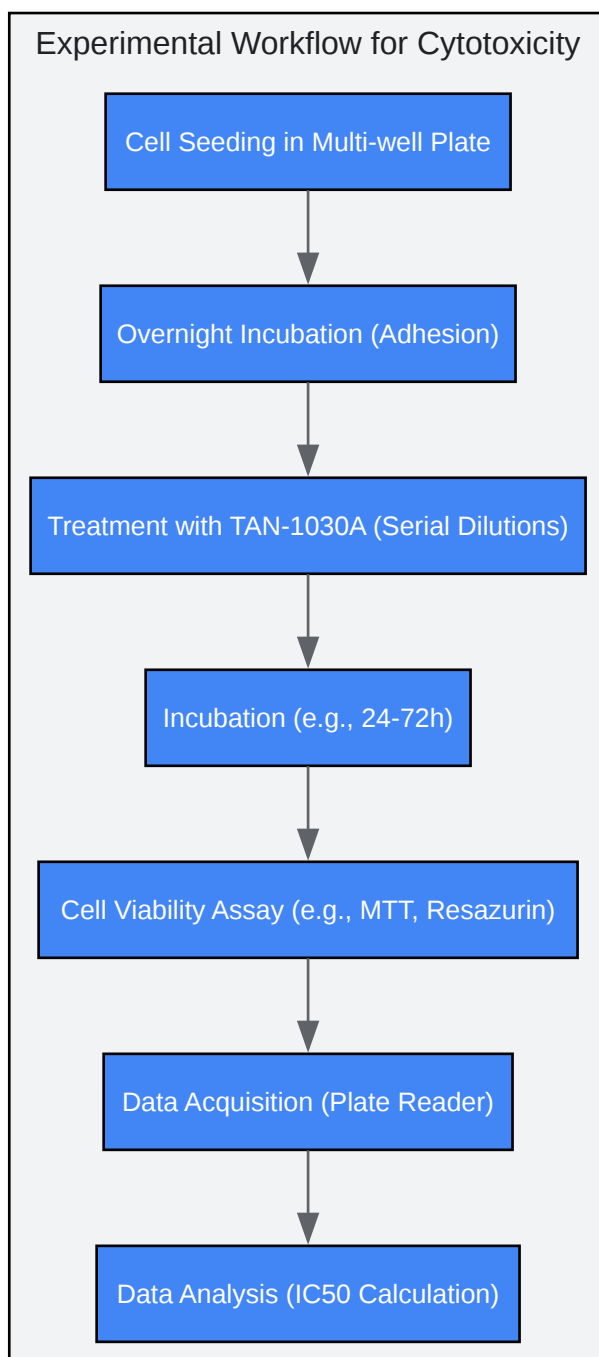 Experimental Workflow for Cytotoxicity
Cell Seeding in Multi-well Plate
Overnight Incubation (Adhesion)
Treatment with TAN-1030A (Serial Dilutions)
Incubation (e.g., 24-72h)
Cell Viability Assay (e.g., MTT, Resazurin)
Data Acquisition (Plate Reader)
Data Analysis (IC50 Calculation)